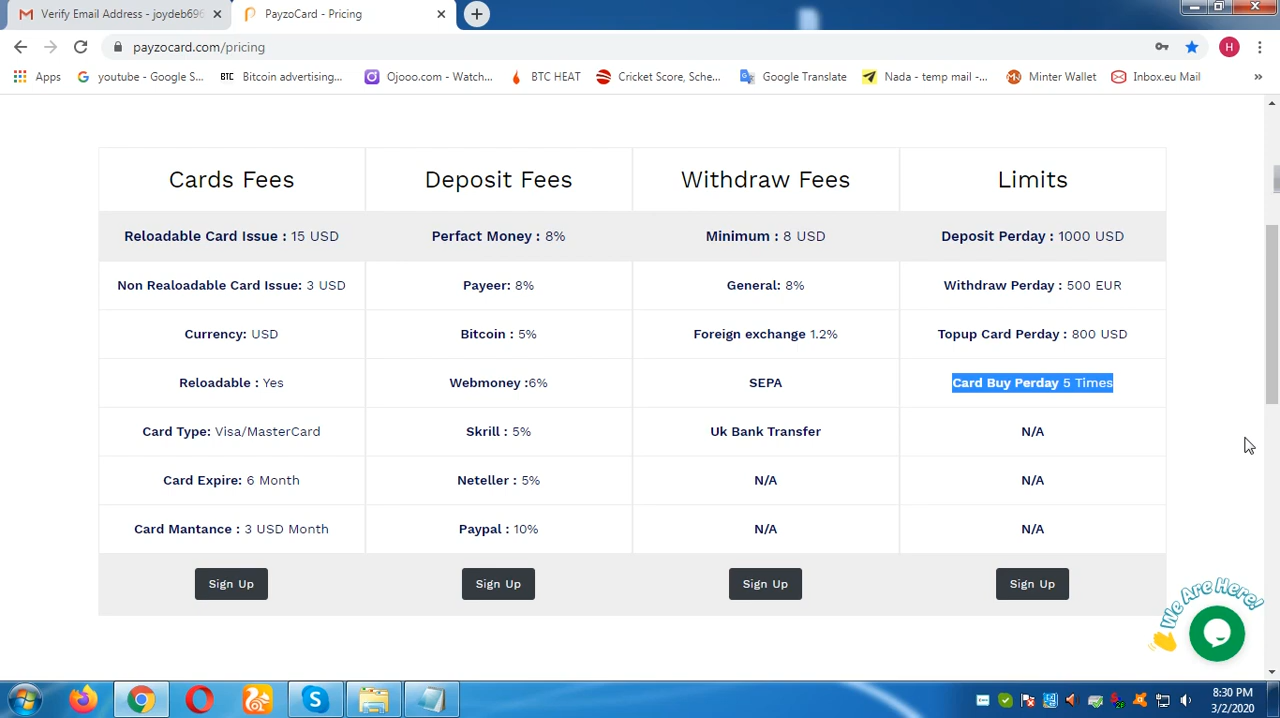 Verify Email Address - joydeb696
PayzoCard - Pricing
payzocard.com/pricing
H
Apps
youtube - Google S...
Bitcoin advertising...
Ojooo.com - Watch...
BTC HEAT
Cricket Score, Sche...
Google Translate
Nada - temp mail -...
Minter Wallet
Inbox.eu Mail
»
Cards Fees Deposit Fees Withdraw Fees Limits
Reloadable Card Issue : 15 USD Perfact Money : 8% Minimum : 8 USD Deposit Perday : 1000 USD
Non Realoadable Card Issue: 3 USD Payeer: 8% General: 8% Withdraw Perday : 500 EUR
Currency: USD Bitcoin : 5% Foreign exchange 1.2% Topup Card Perday : 800 USD
Reloadable : Yes Webmoney :6% SEPA Card Buy Perday 5 Times
Card Type: Visa/MasterCard Skrill : 5% Uk Bank Transfer N/A
Card Expire: 6 Month Neteller : 5% N/A N/A
Card Mantance : 3 USD Month Paypal : 10% N/A N/A
Sign Up Sign Up Sign Up Sign Up
We Are Here!
8:30 PM
3/2/2020